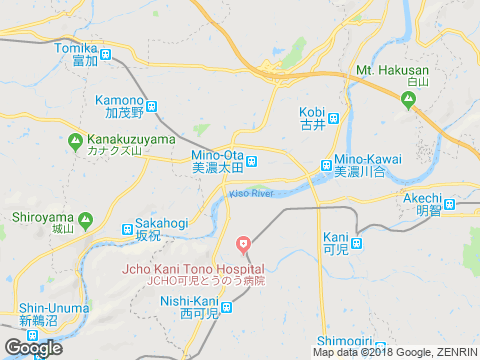 Tomika
富加
Mt. Hakusan
白山
Kamono
加茂野
Kobi
古井
Kanakuzuyama
カナクズ山
Mino-Ota
美濃太田
Mino-Kawai
美濃川合
Kiso River
Akechi
明智
Shiroyama
城山
Sakahogi
坂祝
Kani
可児
Jcho Kani Tono Hospital
JCHO可児とうのう病院
Shin-Unuma
新鵜沼
Nishi-Kani
西可児
Shimogiri
Google
Map data ©2018 Google, ZENRIN